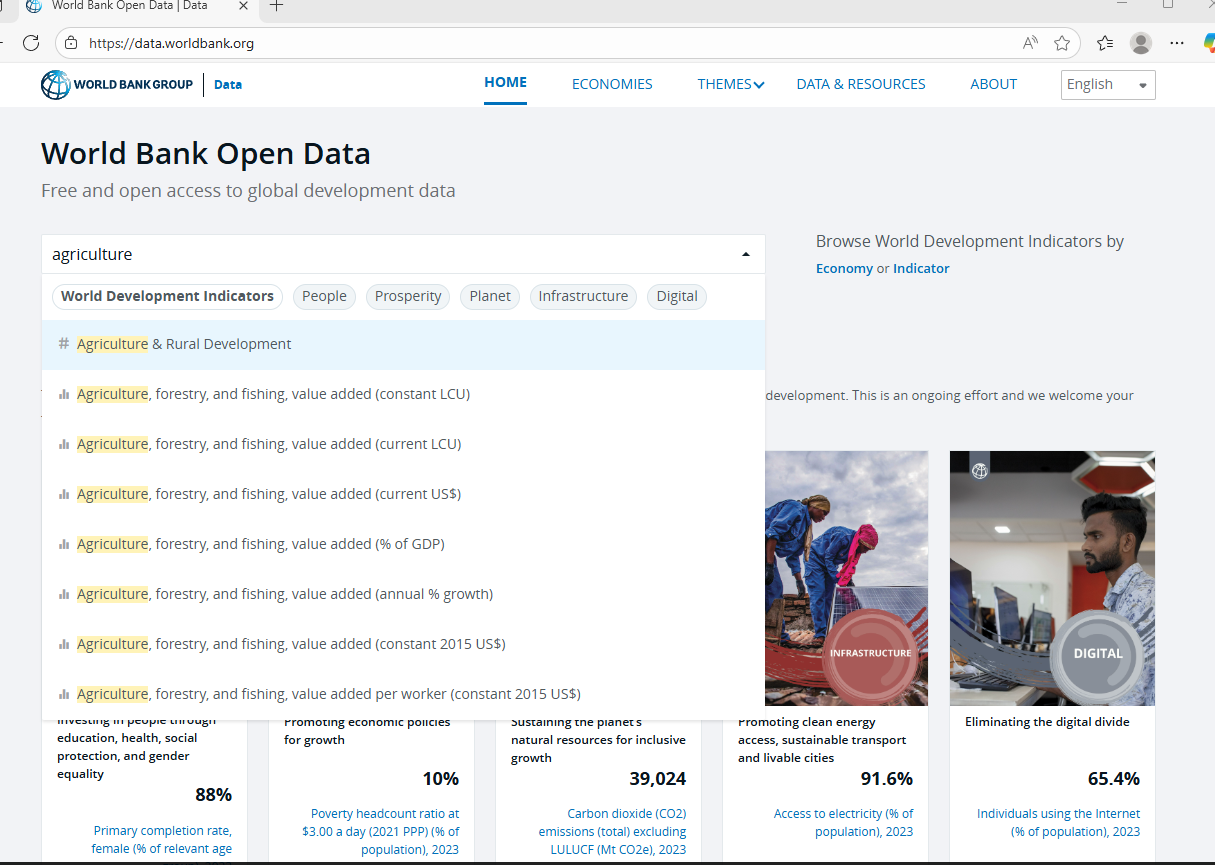 World Bank Open Data | Data
https://data.worldbank.org
WORLD BANK GROUP Data
HOME
ECONOMIES
THEMES
DATA & RESOURCES
ABOUT
English
World Bank Open Data
Free and open access to global development data
agriculture
Browse World Development Indicators by
Economy or Indicator
World Development Indicators
People
Prosperity
Planet
Infrastructure
Digital
# Agriculture & Rural Development
Agriculture, forestry, and fishing, value added (constant LCU)
development. This is an ongoing effort and we welcome your
Agriculture, forestry, and fishing, value added (current LCU)
Agriculture, forestry, and fishing, value added (current US$)
Agriculture, forestry, and fishing, value added (% of GDP)
Agriculture, forestry, and fishing, value added (annual % growth)
Agriculture, forestry, and fishing, value added (constant 2015 US$)
Agriculture, forestry, and fishing, value added per worker (constant 2015 US$)
INFRASTRUCTURE
DIGITAL
Investing in people through
education, health, social
protection, and gender
equality
88%
Primary completion rate,
female (% of relevant age
Promoting economic policies
for growth
10%
Poverty headcount ratio at
$3.00 a day (2021 PPP) (% of
population), 2023
Sustaining the planet's
natural resources for inclusive
growth
39,024
Carbon dioxide (CO2)
emissions (total) excluding
LULUCF (Mt CO2e), 2023
Promoting clean energy
access, sustainable transport
and livable cities
91.6%
Access to electricity (% of
population), 2023
Eliminating the digital divide
65.4%
Individuals using the Internet
(% of population), 2023